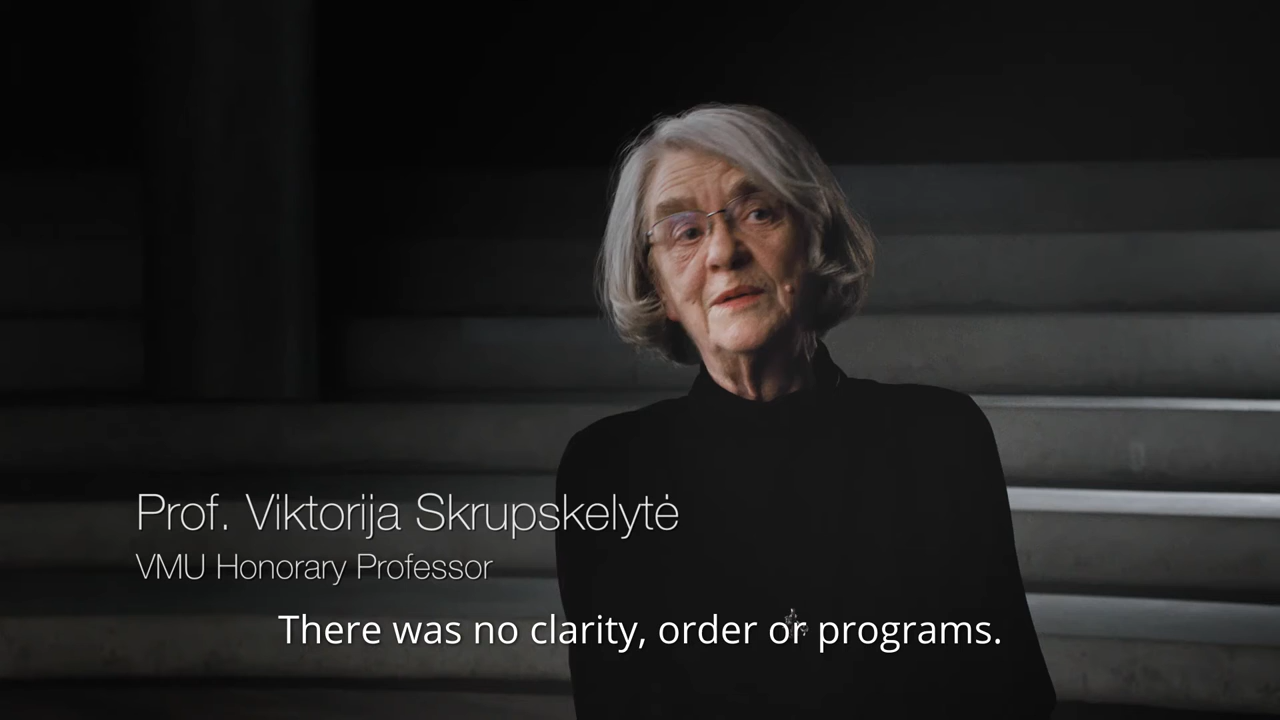 Prof. Viktorija Skrupskelytė
VMU Honorary Professor
There was no clarity, order or programs.